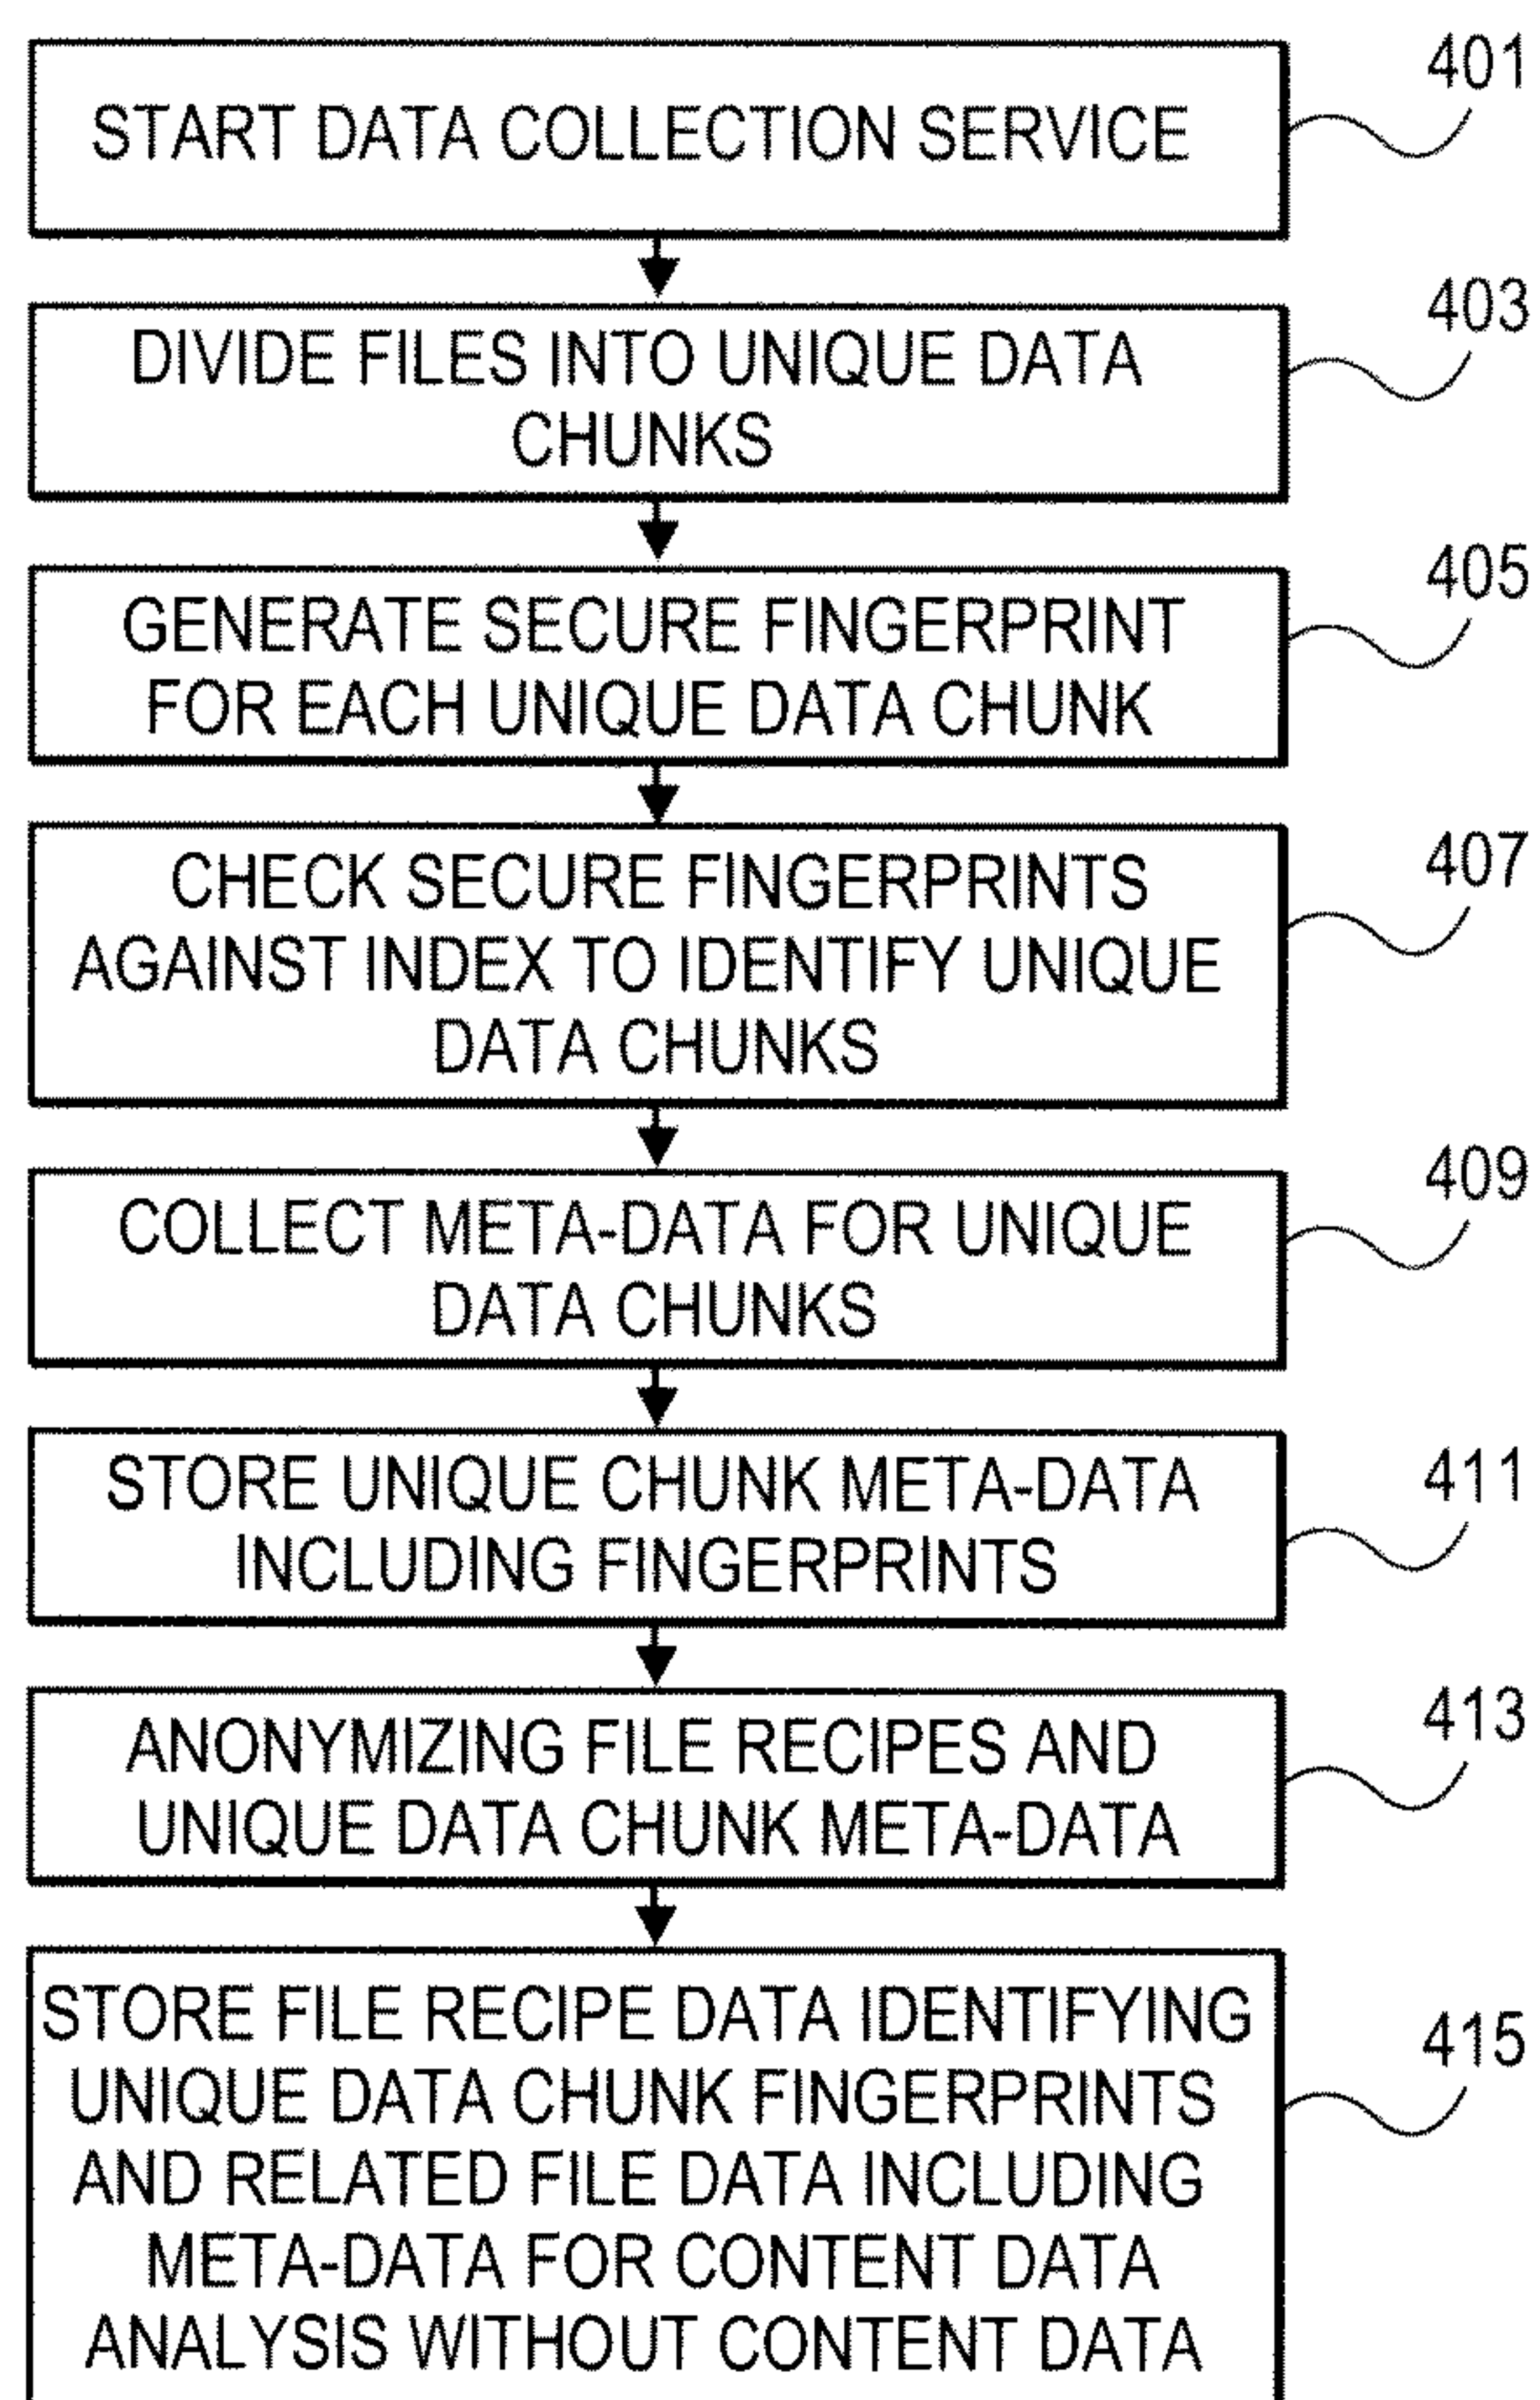 START DATA COLLECTION SERVICE
401
DIVIDE FILES INTO UNIQUE DATA
CHUNKS
403
GENERATE SECURE FINGERPRINT
FOR EACH UNIQUE DATA CHUNK
405
CHECK SECURE FINGERPRINTS
AGAINST INDEX TO IDENTIFY UNIQUE
DATA CHUNKS
407
COLLECT META-DATA FOR UNIQUE
DATA CHUNKS
409
STORE UNIQUE CHUNK META-DATA
INCLUDING FINGERPRINTS
411
ANONYMIZING FILE RECIPES AND
UNIQUE DATA CHUNK META-DATA
413
STORE FILE RECIPE DATA IDENTIFYING
UNIQUE DATA CHUNK FINGERPRINTS
AND RELATED FILE DATA INCLUDING
META-DATA FOR CONTENT DATA
ANALYSIS WITHOUT CONTENT DATA
415